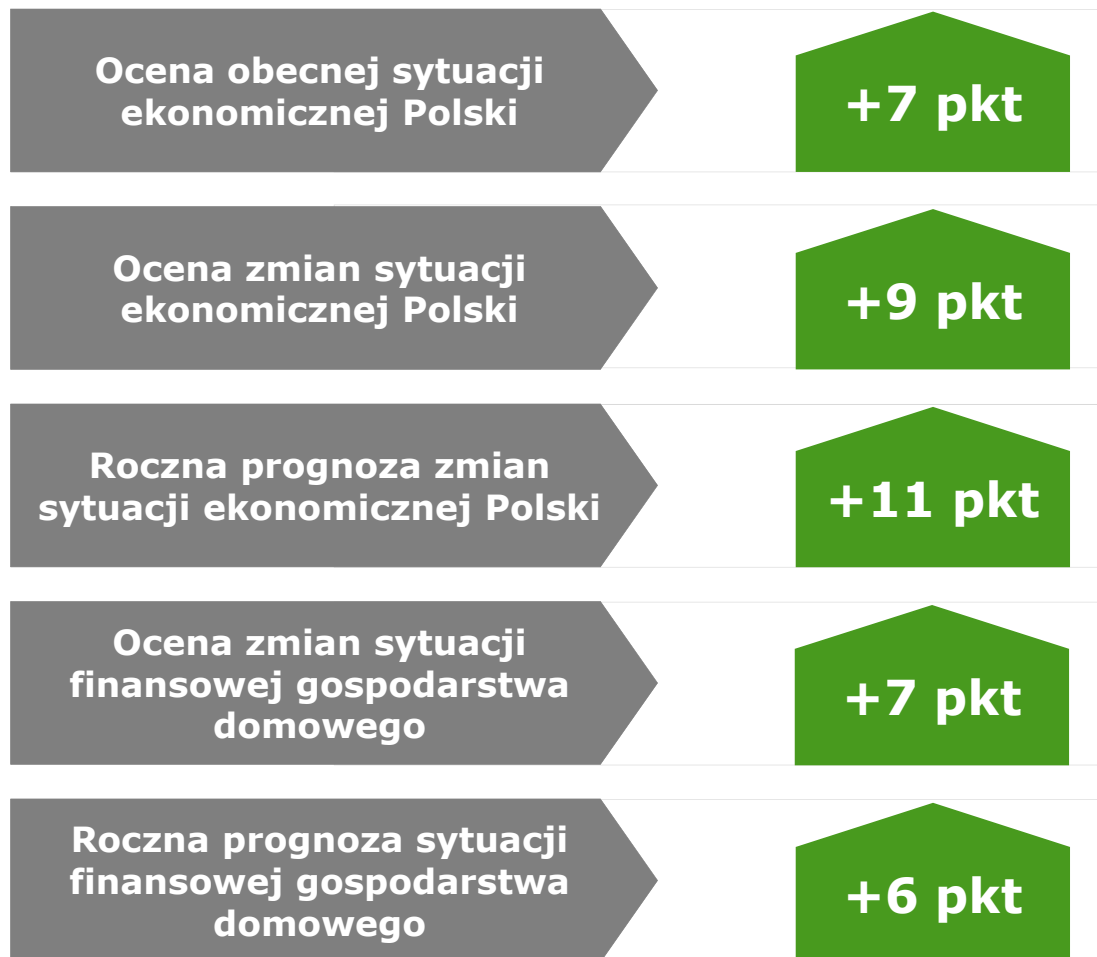 Ocena obecnej sytuacji
ekonomicznej Polski
+7 pkt
Ocena zmian sytuacji
ekonomicznej Polski
+9 pkt
Roczna prognoza zmian
sytuacji ekonomicznej Polski
+11 pkt
Ocena zmian sytuacji
finansowej gospodarstwa
domowego
+7 pkt
Roczna prognoza sytuacji
finansowej gospodarstwa
domowego
+6 pkt